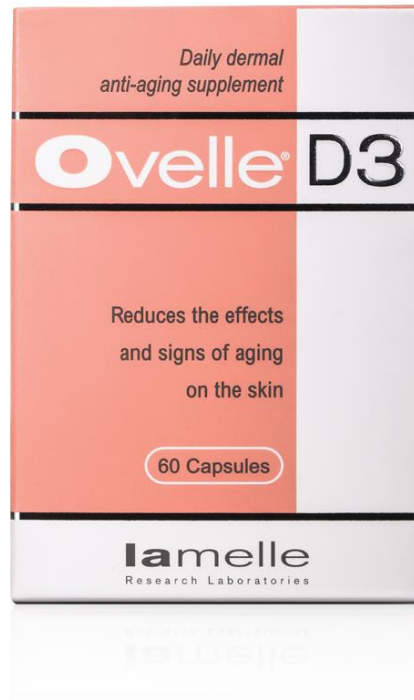 Daily dermal
anti-aging supplement
Ovelle® D3
Reduces the effects
and signs of aging
on the skin
60 Capsules
lamelle
Research Laboratories